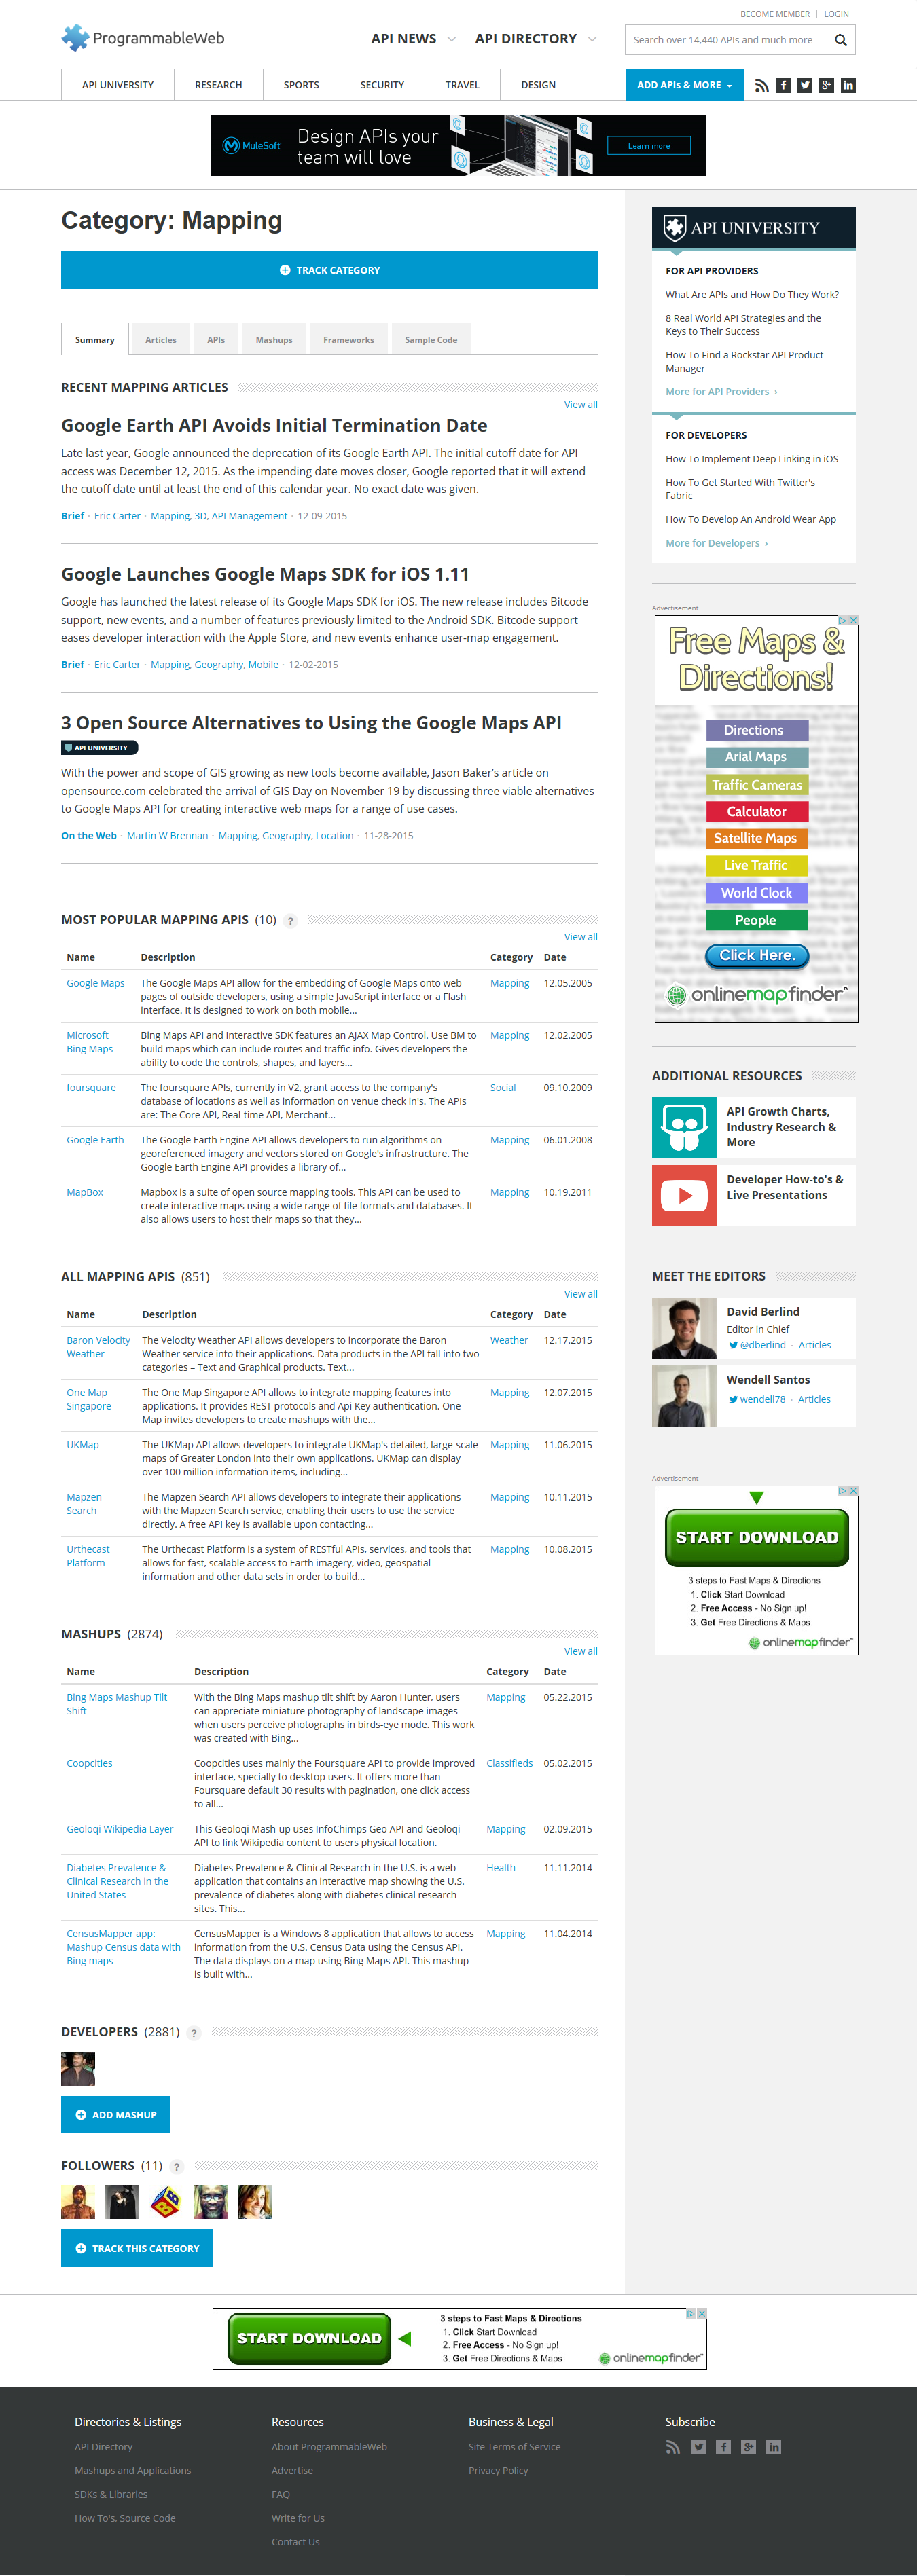 BECOME MEMBER | LOGIN
ProgrammableWeb
API NEWS
API DIRECTORY
Search over 14,440 APIs and much more
API UNIVERSITY
RESEARCH
SPORTS
SECURITY
TRAVEL
DESIGN
ADD APIs & MORE
MuleSoft
Design APIs your
team will love
Learn more
Category: Mapping
TRACK CATEGORY
Summary
Articles
APIs
Mashups
Frameworks
Sample Code
RECENT MAPPING ARTICLES
View all
Google Earth API Avoids Initial Termination Date
Late last year, Google announced the deprecation of its Google Earth API. The initial cutoff date for API
access was December 12, 2015. As the impending date moves closer, Google reported that it will extend
the cutoff date until at least the end of this calendar year. No exact date was given.
Brief · Eric Carter · Mapping, 3D, API Management · 12-09-2015
Google Launches Google Maps SDK for iOS 1.11
Google has launched the latest release of its Google Maps SDK for iOS. The new release includes Bitcode
support, new events, and a number of features previously limited to the Android SDK. Bitcode support
eases developer interaction with the Apple Store, and new events enhance user-map engagement.
Brief · Eric Carter · Mapping, Geography, Mobile · 12-02-2015
3 Open Source Alternatives to Using the Google Maps API
API UNIVERSITY
With the power and scope of GIS growing as new tools become available, Jason Baker's article on
opensource.com celebrated the arrival of GIS Day on November 19 by discussing three viable alternatives
to Google Maps API for creating interactive web maps for a range of use cases.
On the Web · Martin W Brennan · Mapping, Geography, Location · 11-28-2015
MOST POPULAR MAPPING APIS (10) ?
View all
Name Description Category Date
Google Maps The Google Maps API allow for the embedding of Google Maps onto web Mapping 12.05.2005
pages of outside developers, using a simple JavaScript interface or a Flash
interface. It is designed to work on both mobile...
Microsoft Bing Maps API and Interactive SDK features an AJAX Map Control. Use BM to Mapping 12.02.2005
Bing Maps build maps which can include routes and traffic info. Gives developers the
ability to code the controls, shapes, and layers...
foursquare The foursquare APIs, currently in V2, grant access to the company's Social 09.10.2009
database of locations as well as information on venue check in's. The APIs
are: The Core API, Real-time API, Merchant...
Google Earth The Google Earth Engine API allows developers to run algorithms on Mapping 06.01.2008
georeferenced imagery and vectors stored on Google's infrastructure. The
Google Earth Engine API provides a library of...
MapBox Mapbox is a suite of open source mapping tools. This API can be used to Mapping 10.19.2011
create interactive maps using a wide range of file formats and databases. It
also allows users to host their maps so that they...
ALL MAPPING APIS (851)
View all
Name Description Category Date
Baron Velocity The Velocity Weather API allows developers to incorporate the Baron Weather 12.17.2015
Weather Weather service into their applications. Data products in the API fall into two
categories – Text and Graphical products. Text...
One Map The One Map Singapore API allows to integrate mapping features into Mapping 12.07.2015
Singapore applications. It provides REST protocols and Api Key authentication. One
Map invites developers to create mashups with the...
UKMap The UKMap API allows developers to integrate UKMap's detailed, large-scale Mapping 11.06.2015
maps of Greater London into their own applications. UKMap can display
over 100 million information items, including...
Mapzen The Mapzen Search API allows developers to integrate their applications Mapping 10.11.2015
Search with the Mapzen Search service, enabling their users to use the service
directly. A free API key is available upon contacting...
Urthecast The Urthecast Platform is a system of RESTful APIs, services, and tools that Mapping 10.08.2015
Platform allows for fast, scalable access to Earth imagery, video, geospatial
information and other data sets in order to build...
MASHUPS (2874)
View all
Name Description Category Date
Bing Maps Mashup Tilt With the Bing Maps mashup tilt shift by Aaron Hunter, users Mapping 05.22.2015
Shift can appreciate miniature photography of landscape images
when users perceive photographs in birds-eye mode. This work
was created with Bing...
Coopcities Coopcities uses mainly the Foursquare API to provide improved Classifieds 05.02.2015
interface, specially to desktop users. It offers more than
Foursquare default 30 results with pagination, one click access
to all...
Geoloqi Wikipedia Layer This Geoloqi Mash-up uses InfoChimps Geo API and Geoloqi Mapping 02.09.2015
API to link Wikipedia content to users physical location.
Diabetes Prevalence & Diabetes Prevalence & Clinical Research in the U.S. is a web Health 11.11.2014
Clinical Research in the application that contains an interactive map showing the U.S.
United States prevalence of diabetes along with diabetes clinical research
sites. This...
CensusMapper app: CensusMapper is a Windows 8 application that allows to access Mapping 11.04.2014
Mashup Census data with information from the U.S. Census Data using the Census API.
Bing maps The data displays on a map using Bing Maps API. This mashup
is built with...
DEVELOPERS (2881) ?
ADD MASHUP
FOLLOWERS (11) ?
TRACK THIS CATEGORY
API UNIVERSITY
FOR API PROVIDERS
What Are APIs and How Do They Work?
8 Real World API Strategies and the
Keys to Their Success
How To Find a Rockstar API Product
Manager
More for API Providers ›
FOR DEVELOPERS
How To Implement Deep Linking in iOS
How To Get Started With Twitter's
Fabric
How To Develop An Android Wear App
More for Developers ›
Advertisement
Free Maps &
Directions!
Directions
Arial Maps
Traffic Cameras
Calculator
Satellite Maps
Live Traffic
World Clock
People
Click Here.
onlinemapfinder™
ADDITIONAL RESOURCES
API Growth Charts,
Industry Research &
More
Developer How-to's &
Live Presentations
MEET THE EDITORS
David Berlind
Editor in Chief
@dberlind · Articles
Wendell Santos
wendell78 · Articles
Advertisement
START DOWNLOAD
3 steps to Fast Maps & Directions
1. Click Start Download
2. Free Access - No Sign up!
3. Get Free Directions & Maps
onlinemapfinder™
START DOWNLOAD
3 steps to Fast Maps & Directions
1. Click Start Download
2. Free Access - No Sign up!
3. Get Free Directions & Maps
onlinemapfinder™
Directories & Listings
API Directory
Mashups and Applications
SDKs & Libraries
How To's, Source Code
Resources
About ProgrammableWeb
Advertise
FAQ
Write for Us
Contact Us
Business & Legal
Site Terms of Service
Privacy Policy
Subscribe